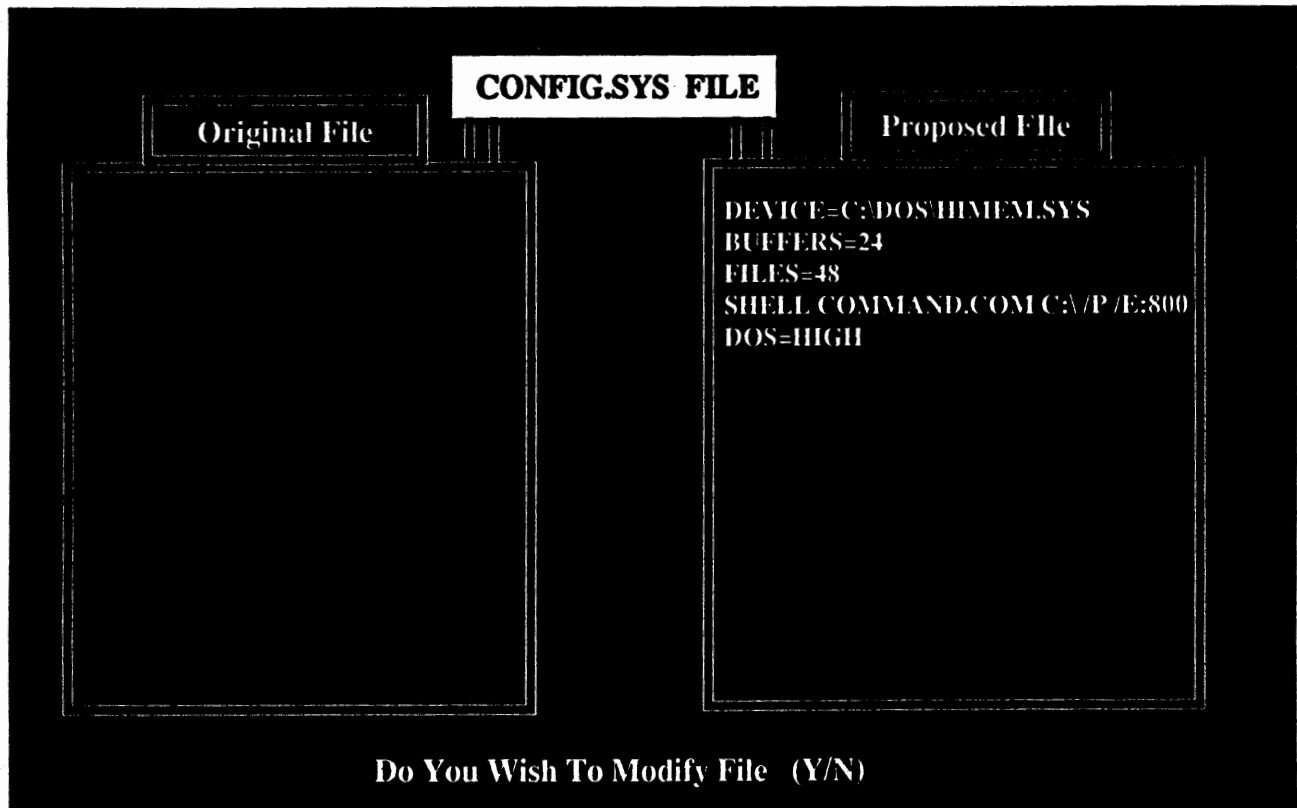 CONFIG.SYS FILE
Original File
Proposed FIle
DEVICE=C:\DOS\HIMEM.SYS
BUFFERS=24
FILES=48
SHELL COMMAND.COM C:\ /P /E:800
DOS=HIGH
Do You Wish To Modify File (Y/N)